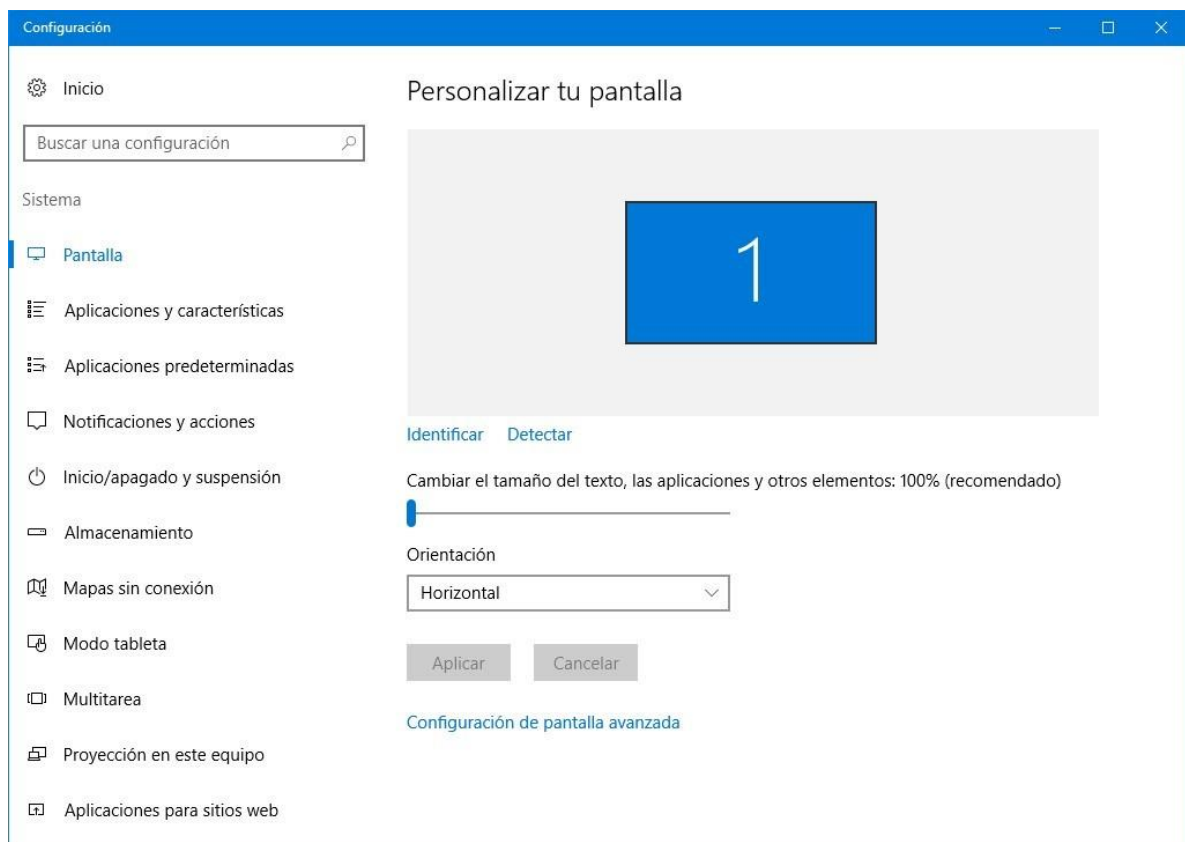 Configuración
Inicio
Buscar una configuración
Sistema
Pantalla
Aplicaciones y características
Aplicaciones predeterminadas
Notificaciones y acciones
Inicio/apagado y suspensión
Almacenamiento
Mapas sin conexión
Modo tableta
Multitarea
Proyección en este equipo
Aplicaciones para sitios web
Personalizar tu pantalla
1
Identificar Detectar
Cambiar el tamaño del texto, las aplicaciones y otros elementos: 100% (recomendado)
Orientación
Horizontal
Aplicar Cancelar
Configuración de pantalla avanzada